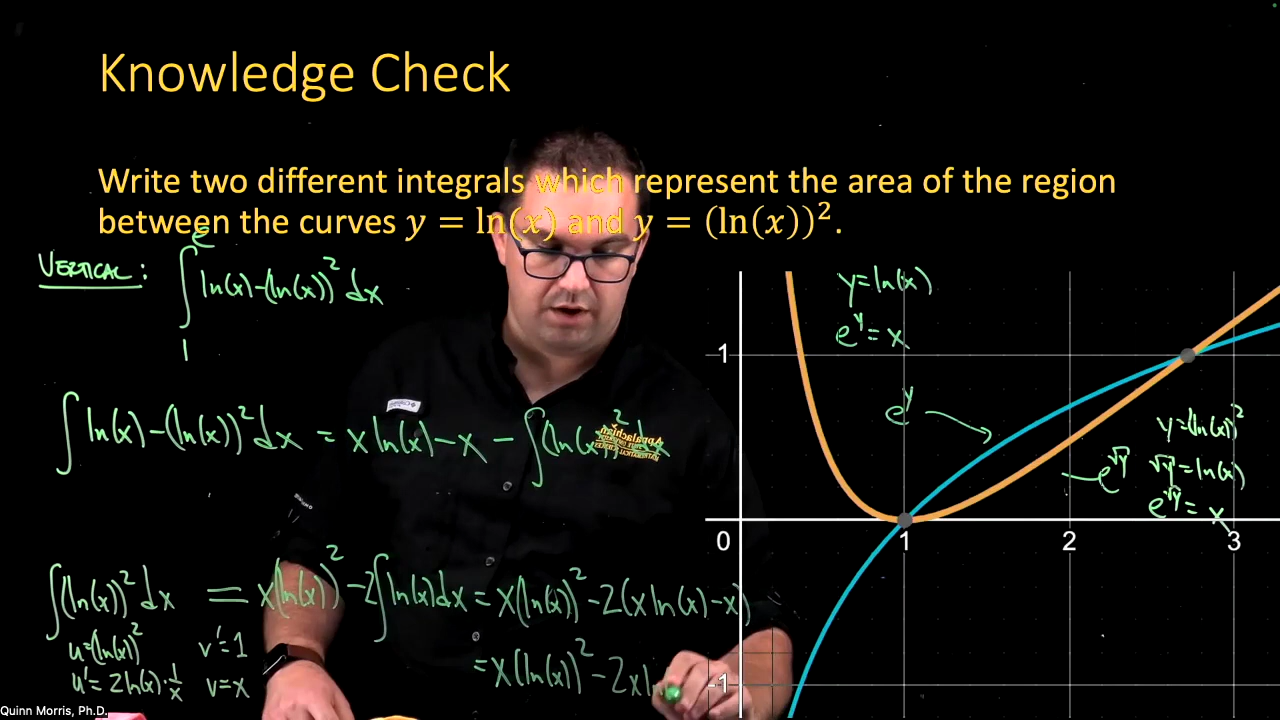 Knowledge Check
Write two different integrals which represent the area of the region
between the curves y = ln(x) and y = (ln(x))².
VERTICAL: ∫₁ᵉ ln(x)-(ln(x))² dx
∫ ln(x)-(ln(x))² dx = x ln(x)-x - ∫(ln(x))² dx
∫(ln(x))² dx = x(ln(x))² -2∫ln(x)dx = x(ln(x))² -2(x ln(x)-x)
u=(ln(x))² v'=1
u'=2ln(x)·1/x v=x
=x(ln(x))² -2x
y=ln(x)
e^y=x
e^y
y=(ln(x))²
√y=ln(x)
e^√y
e^√y=x
1
0 1 2 3
-1
Appalachian
Quinn Morris, Ph.D.